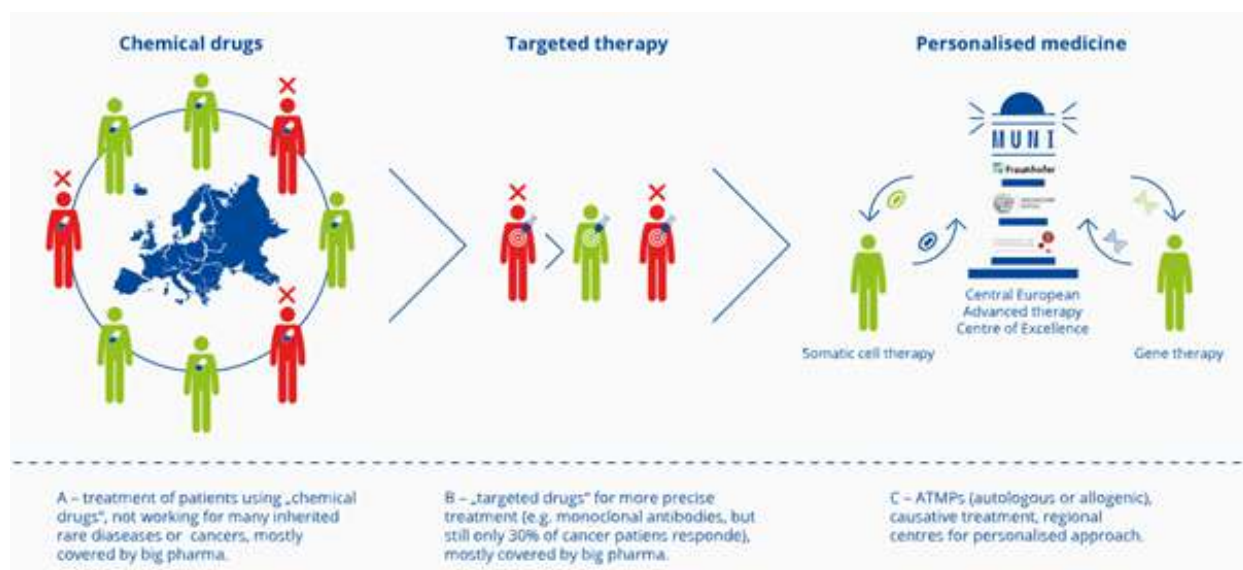 Chemical drugs
Targeted therapy
Personalised medicine
MUNI
Fraunhofer
Central European
Advanced therapy
Centre of Excellence
Somatic cell therapy
Gene therapy
A – treatment of patients using „chemical
drugs“, not working for many inherited
rare diaseases or cancers, mostly
covered by big pharma.
B – „targeted drugs“ for more precise
treatment (e.g. monoclonal antibodies, but
still only 30% of cancer patiens responde),
mostly covered by big pharma.
C – ATMPs (autologous or allogenic),
causative treatment, regional
centres for personalised approach.